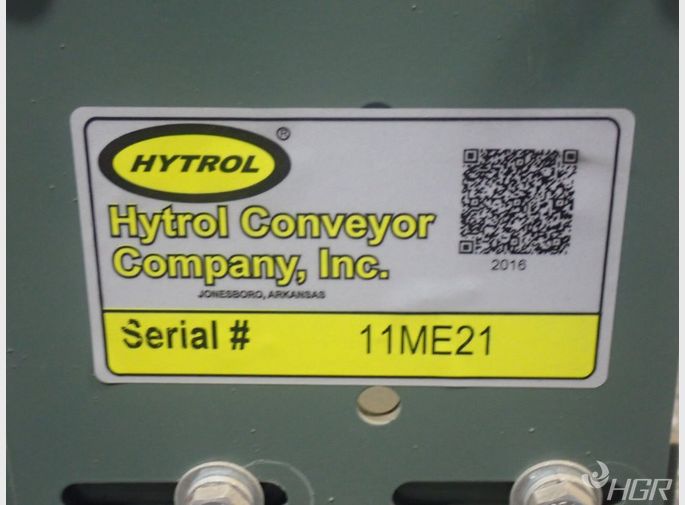 HYTROL ®
Hytrol Conveyor
Company, Inc.
JONESBORO, ARKANSAS
2016
Serial # 11ME21
HGR